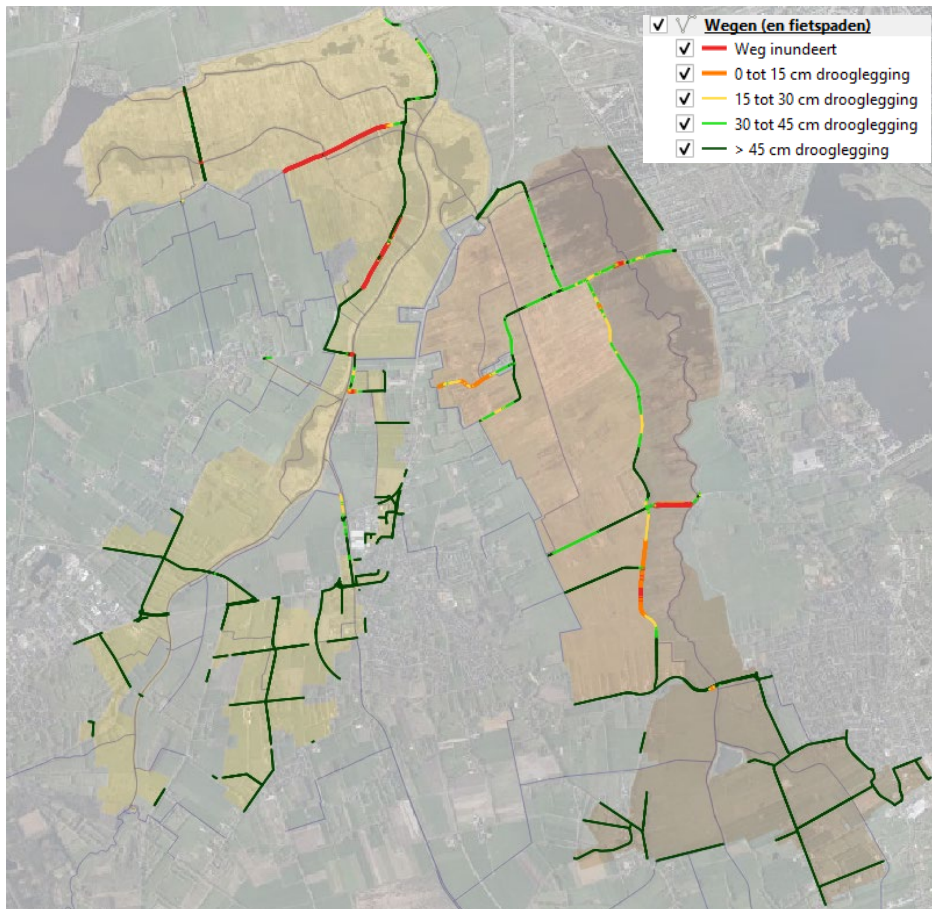 Wegen (en fietspaden)
Weg inundeert
0 tot 15 cm drooglegging
15 tot 30 cm drooglegging
30 tot 45 cm drooglegging
> 45 cm drooglegging